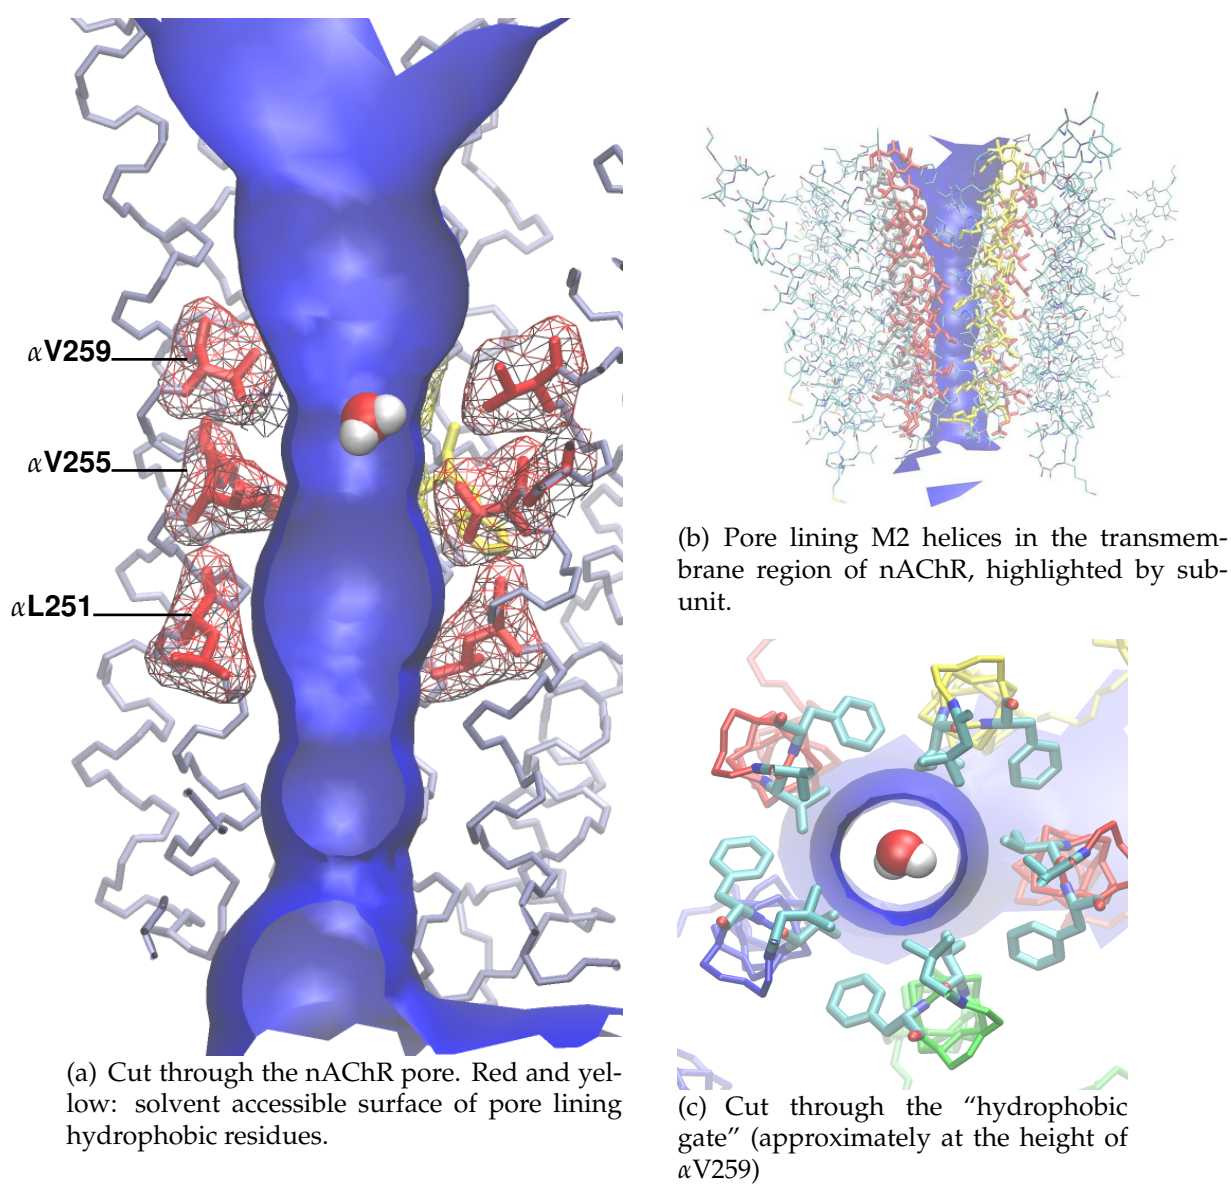 αV259
αV255
αL251
(a) Cut through the nAChR pore. Red and yel-
low: solvent accessible surface of pore lining
hydrophobic residues.
(b) Pore lining M2 helices in the transmem-
brane region of nAChR, highlighted by sub-
unit.
(c) Cut through the “hydrophobic
gate” (approximately at the height of
αV259)